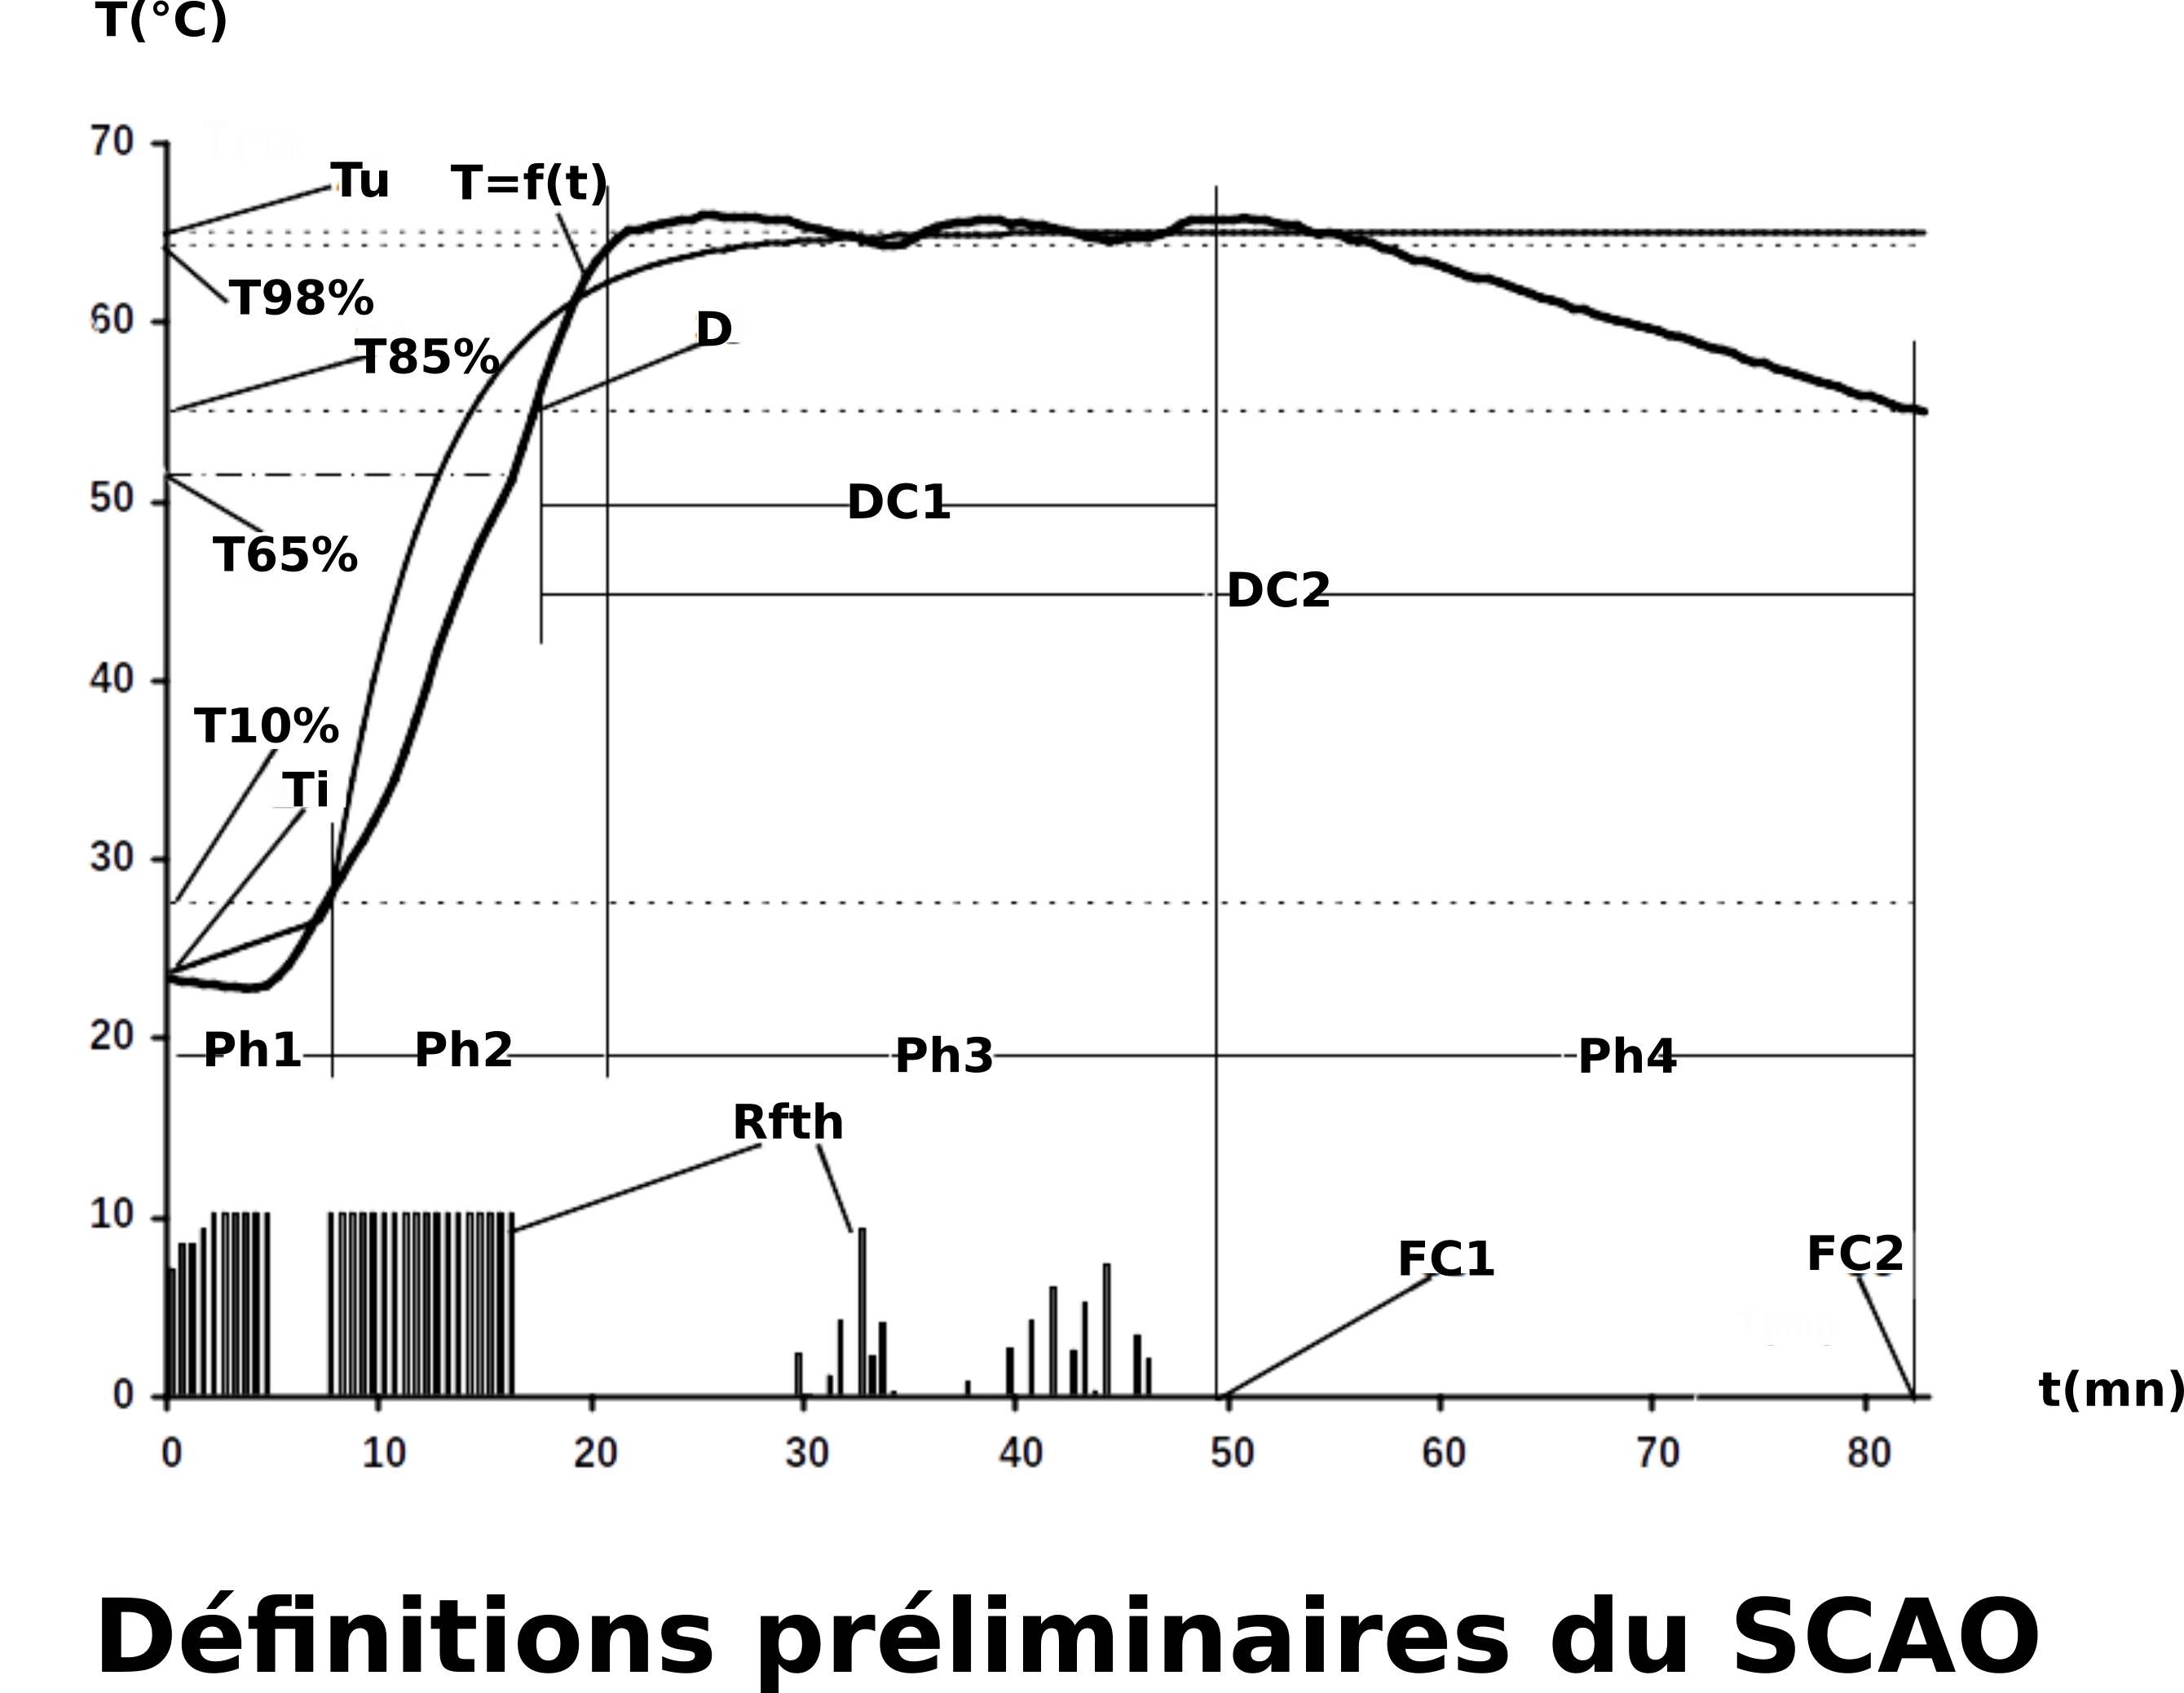 T(°C)
70
Tu
T=f(t)
T98%
60
D
T85%
50
DC1
T65%
DC2
40
T10%
Ti
30
20
Ph1
Ph2
Ph3
Ph4
Rfth
10
FC1
FC2
0
t(mn)
0 10 20 30 40 50 60 70 80
Définitions préliminaires du SCAO